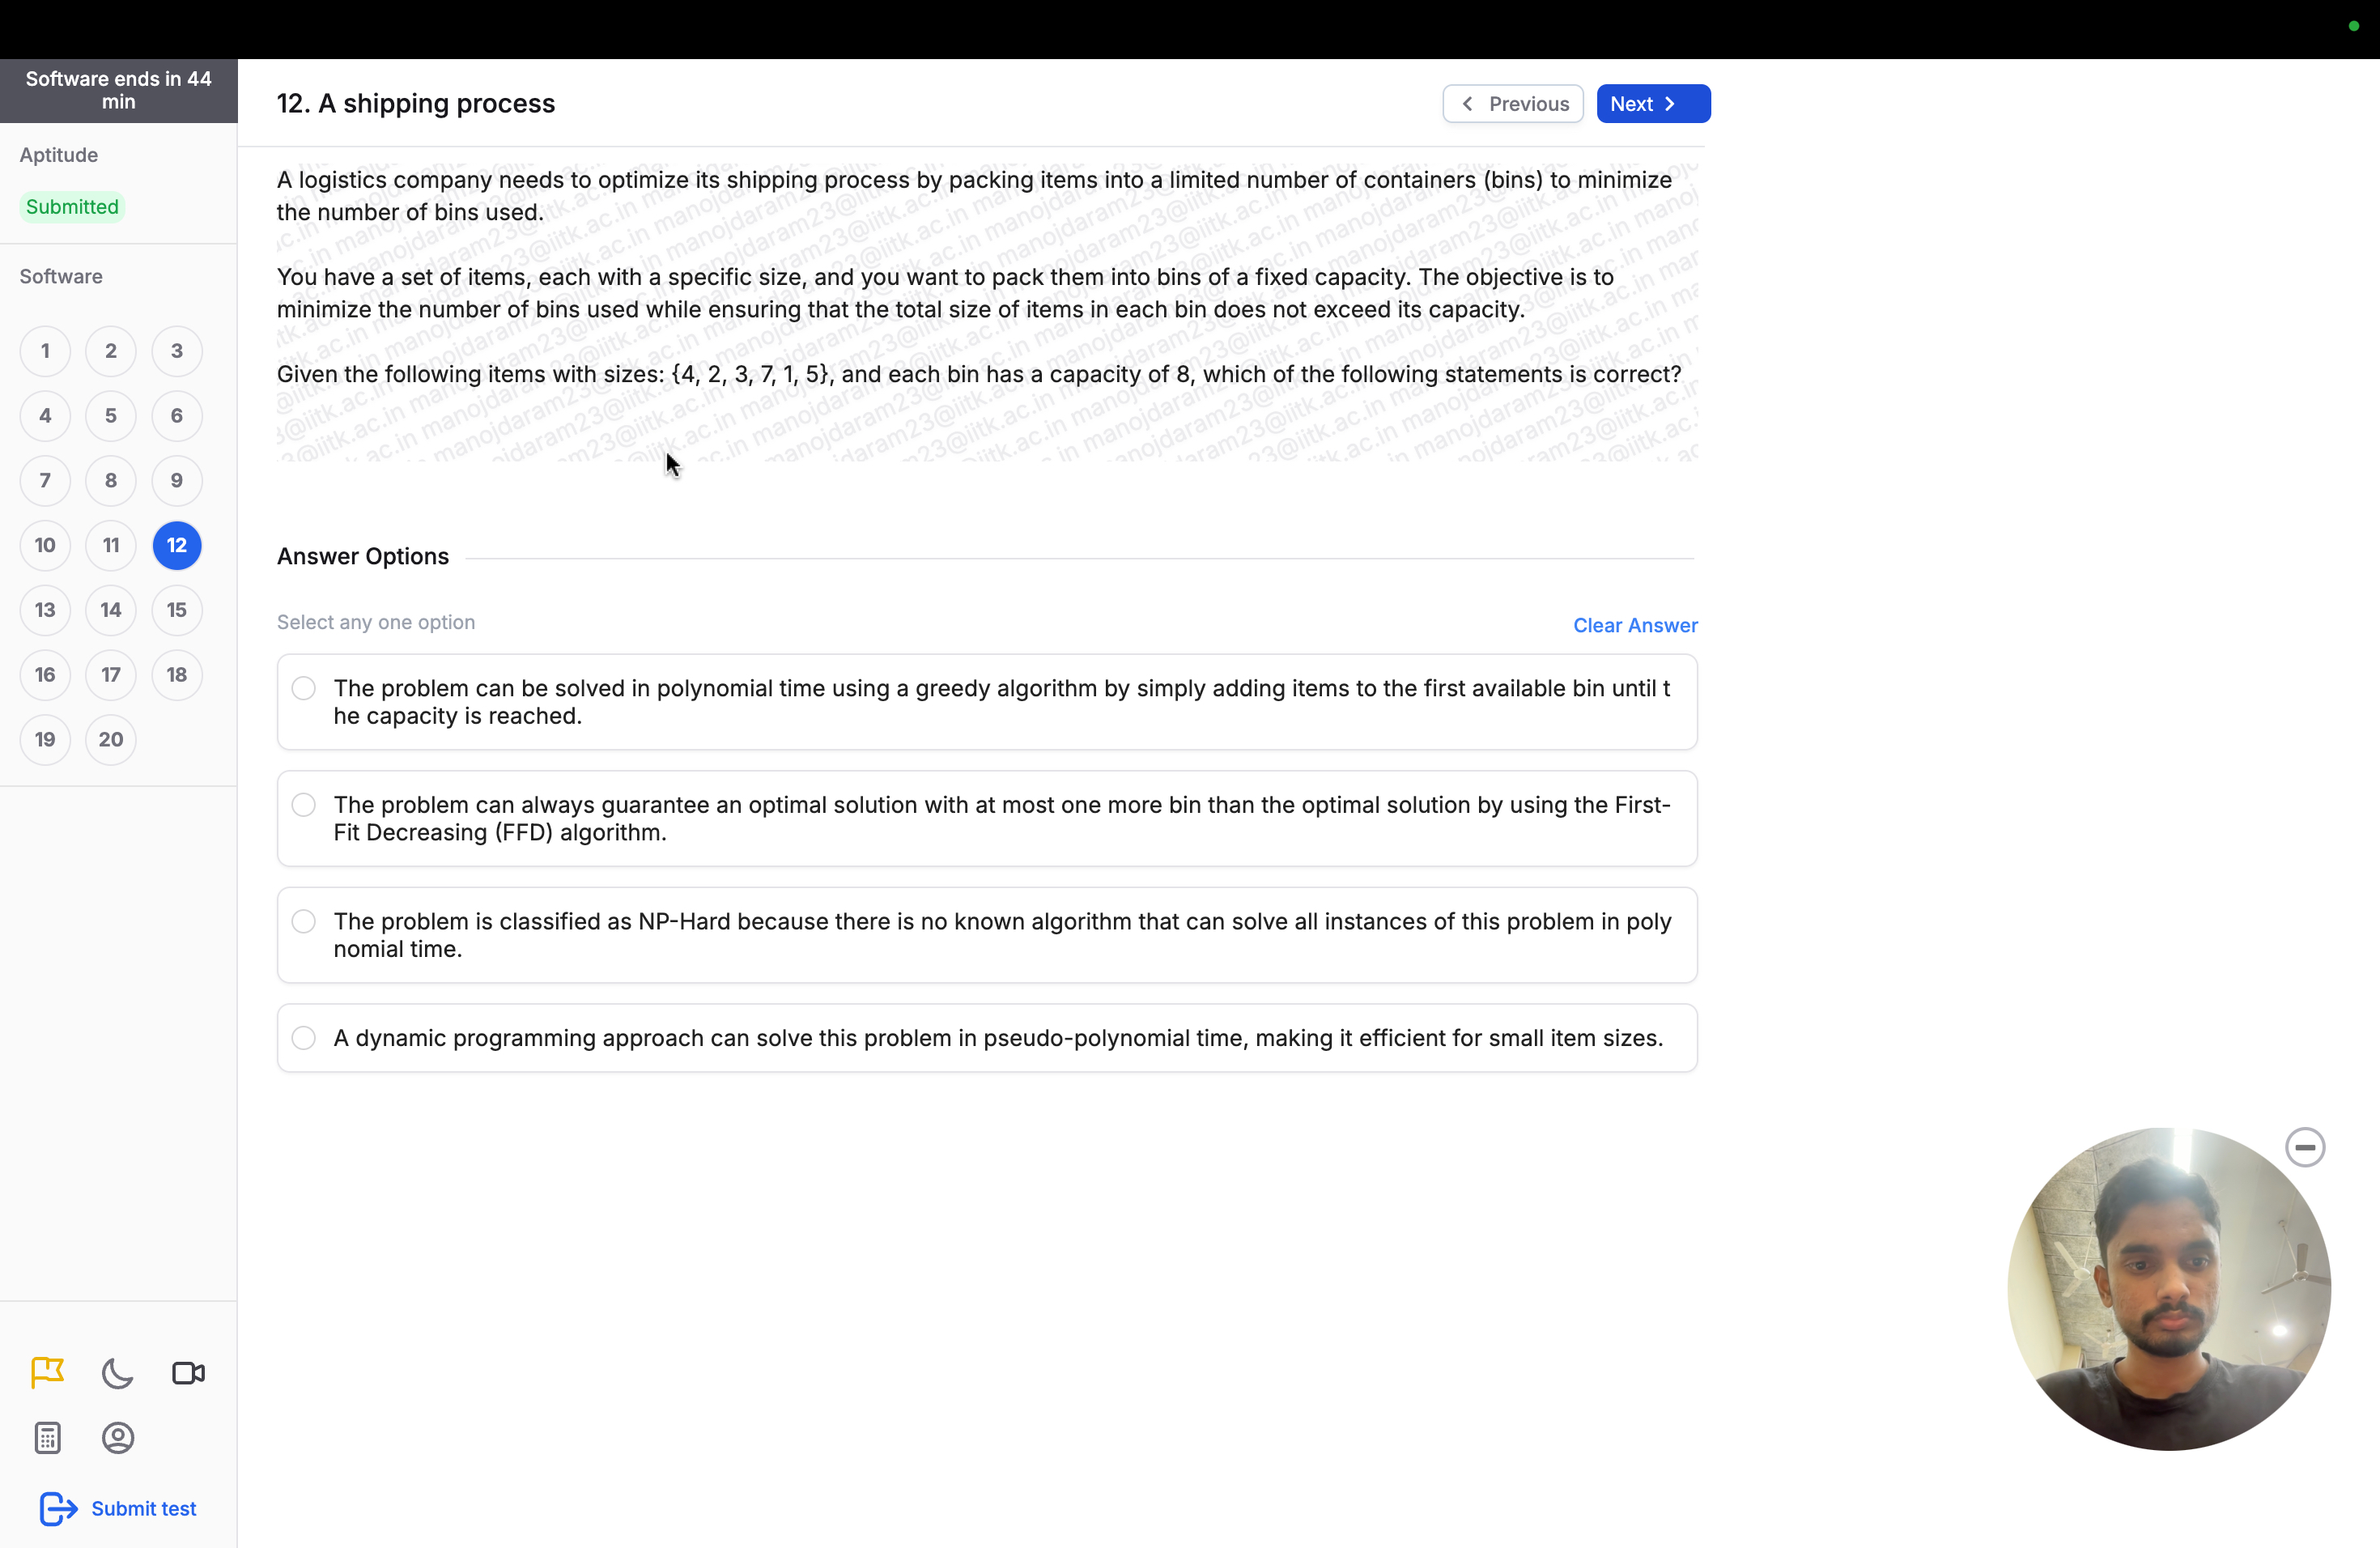 Software ends in 44
min
Aptitude
Submitted
Software
1 2 3
4 5 6
7 8 9
10 11 12
13 14 15
16 17 18
19 20
Submit test
12. A shipping process
Previous
Next
A logistics company needs to optimize its shipping process by packing items into a limited number of containers (bins) to minimize
the number of bins used.
You have a set of items, each with a specific size, and you want to pack them into bins of a fixed capacity. The objective is to
minimize the number of bins used while ensuring that the total size of items in each bin does not exceed its capacity.
Given the following items with sizes: {4, 2, 3, 7, 1, 5}, and each bin has a capacity of 8, which of the following statements is correct?
manojdaram23@iitk.ac.in
Answer Options
Select any one option
Clear Answer
The problem can be solved in polynomial time using a greedy algorithm by simply adding items to the first available bin until t
he capacity is reached.
The problem can always guarantee an optimal solution with at most one more bin than the optimal solution by using the First-
Fit Decreasing (FFD) algorithm.
The problem is classified as NP-Hard because there is no known algorithm that can solve all instances of this problem in poly
nomial time.
A dynamic programming approach can solve this problem in pseudo-polynomial time, making it efficient for small item sizes.